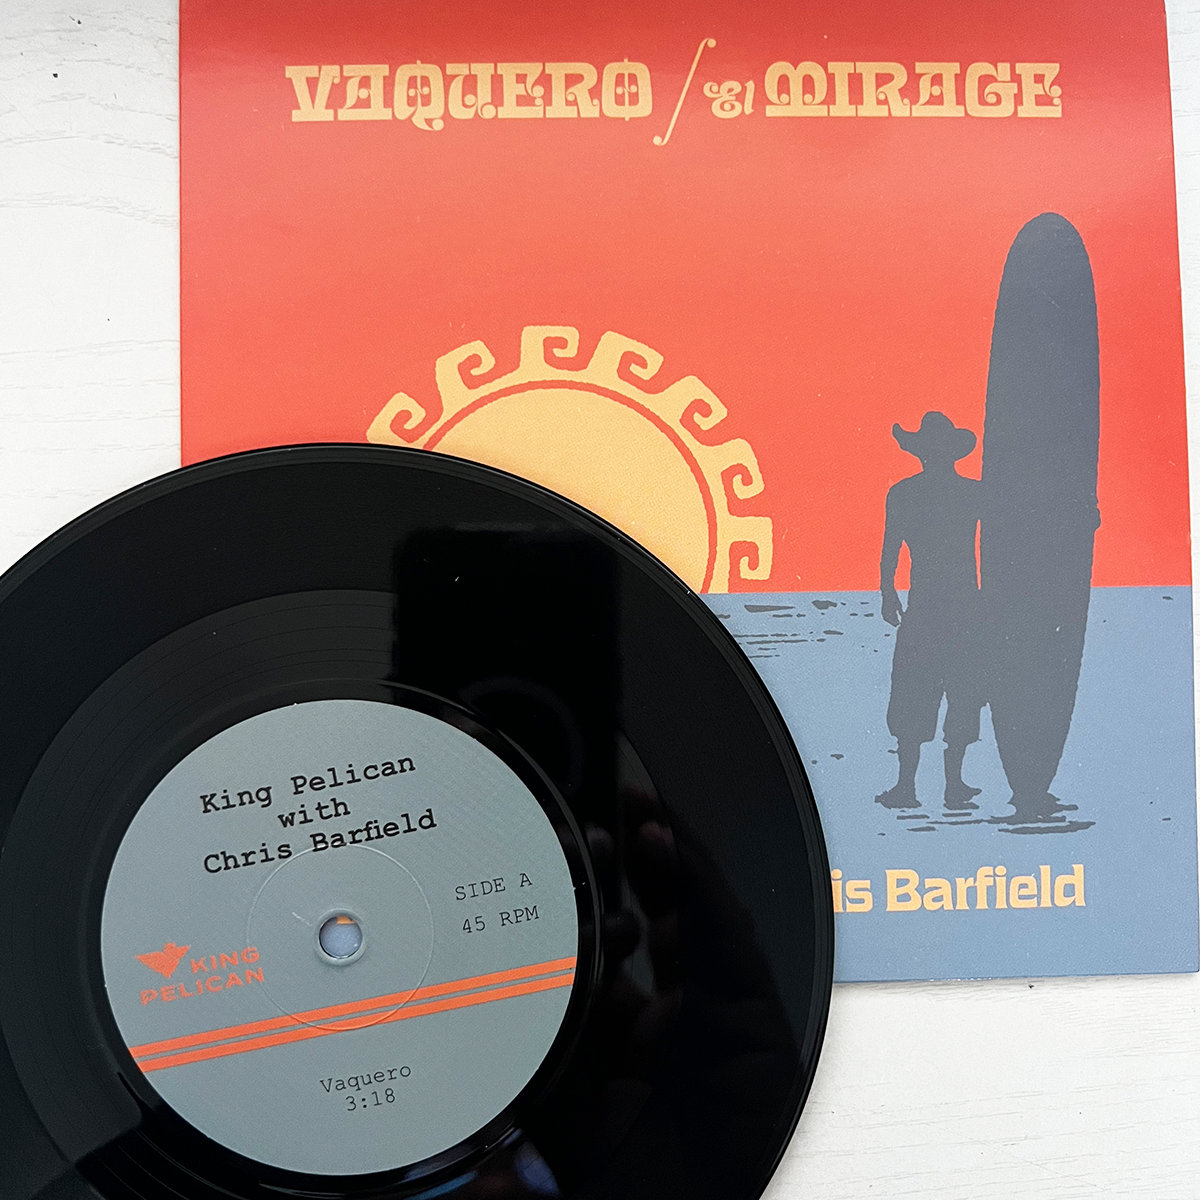 VAQUERO / El MIRAGE
is Barfield
King Pelican
with
Chris Barfield
SIDE A
45 RPM
KING
PELICAN
Vaquero
3:18